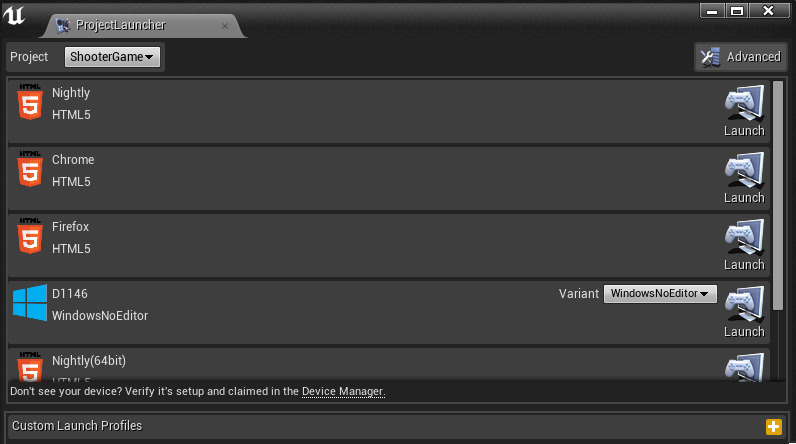 ProjectLauncher
Project ShooterGame Advanced
HTML
5
Nightly
HTML5
Launch
HTML
5
Chrome
HTML5
Launch
HTML
5
Firefox
HTML5
Launch
D1146
WindowsNoEditor
Variant WindowsNoEditor
Launch
HTML
5
Nightly(64bit)
HTML5
Don't see your device? Verify it's setup and claimed in the Device Manager.
Custom Launch Profiles